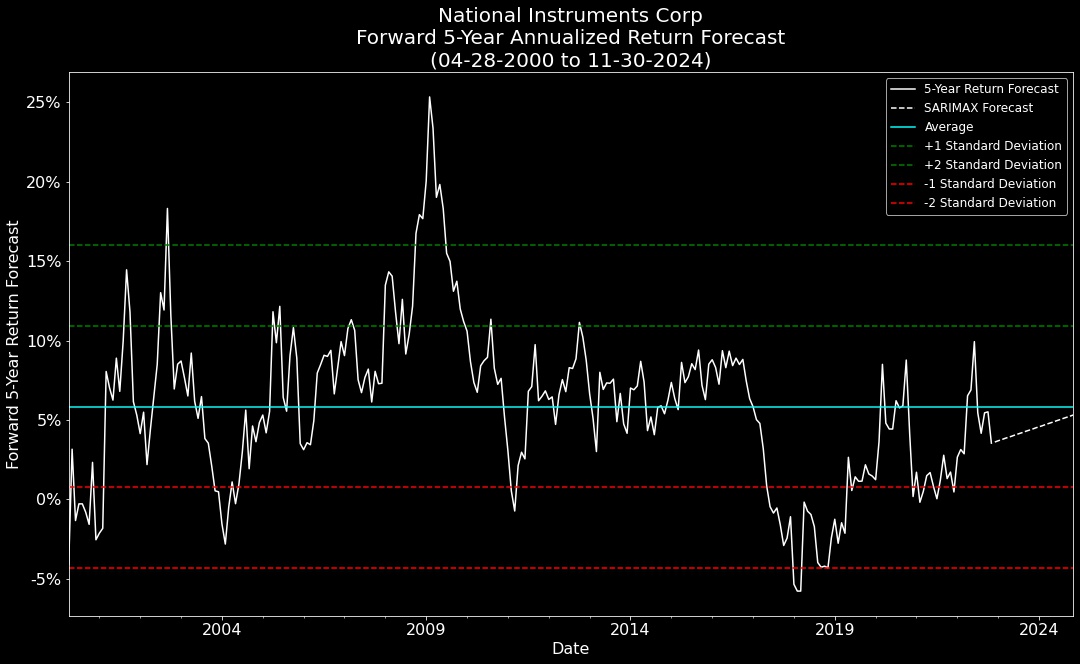 National Instruments Corp
Forward 5-Year Annualized Return Forecast
(04-28-2000 to 11-30-2024)
5-Year Return Forecast
SARIMAX Forecast
Average
+1 Standard Deviation
+2 Standard Deviation
-1 Standard Deviation
-2 Standard Deviation
Forward 5-Year Return Forecast
25%
20%
15%
10%
5%
0%
-5%
2004
2009
2014
2019
2024
Date